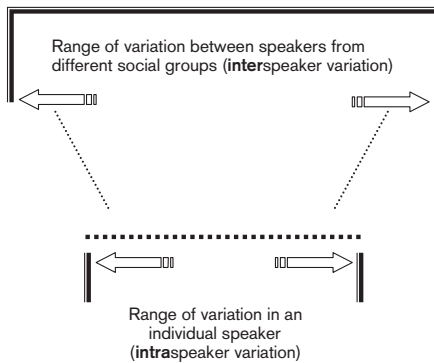 Range of variation between speakers from
different social groups (interspeaker variation)
Range of variation in an
individual speaker
(intraspeaker variation)